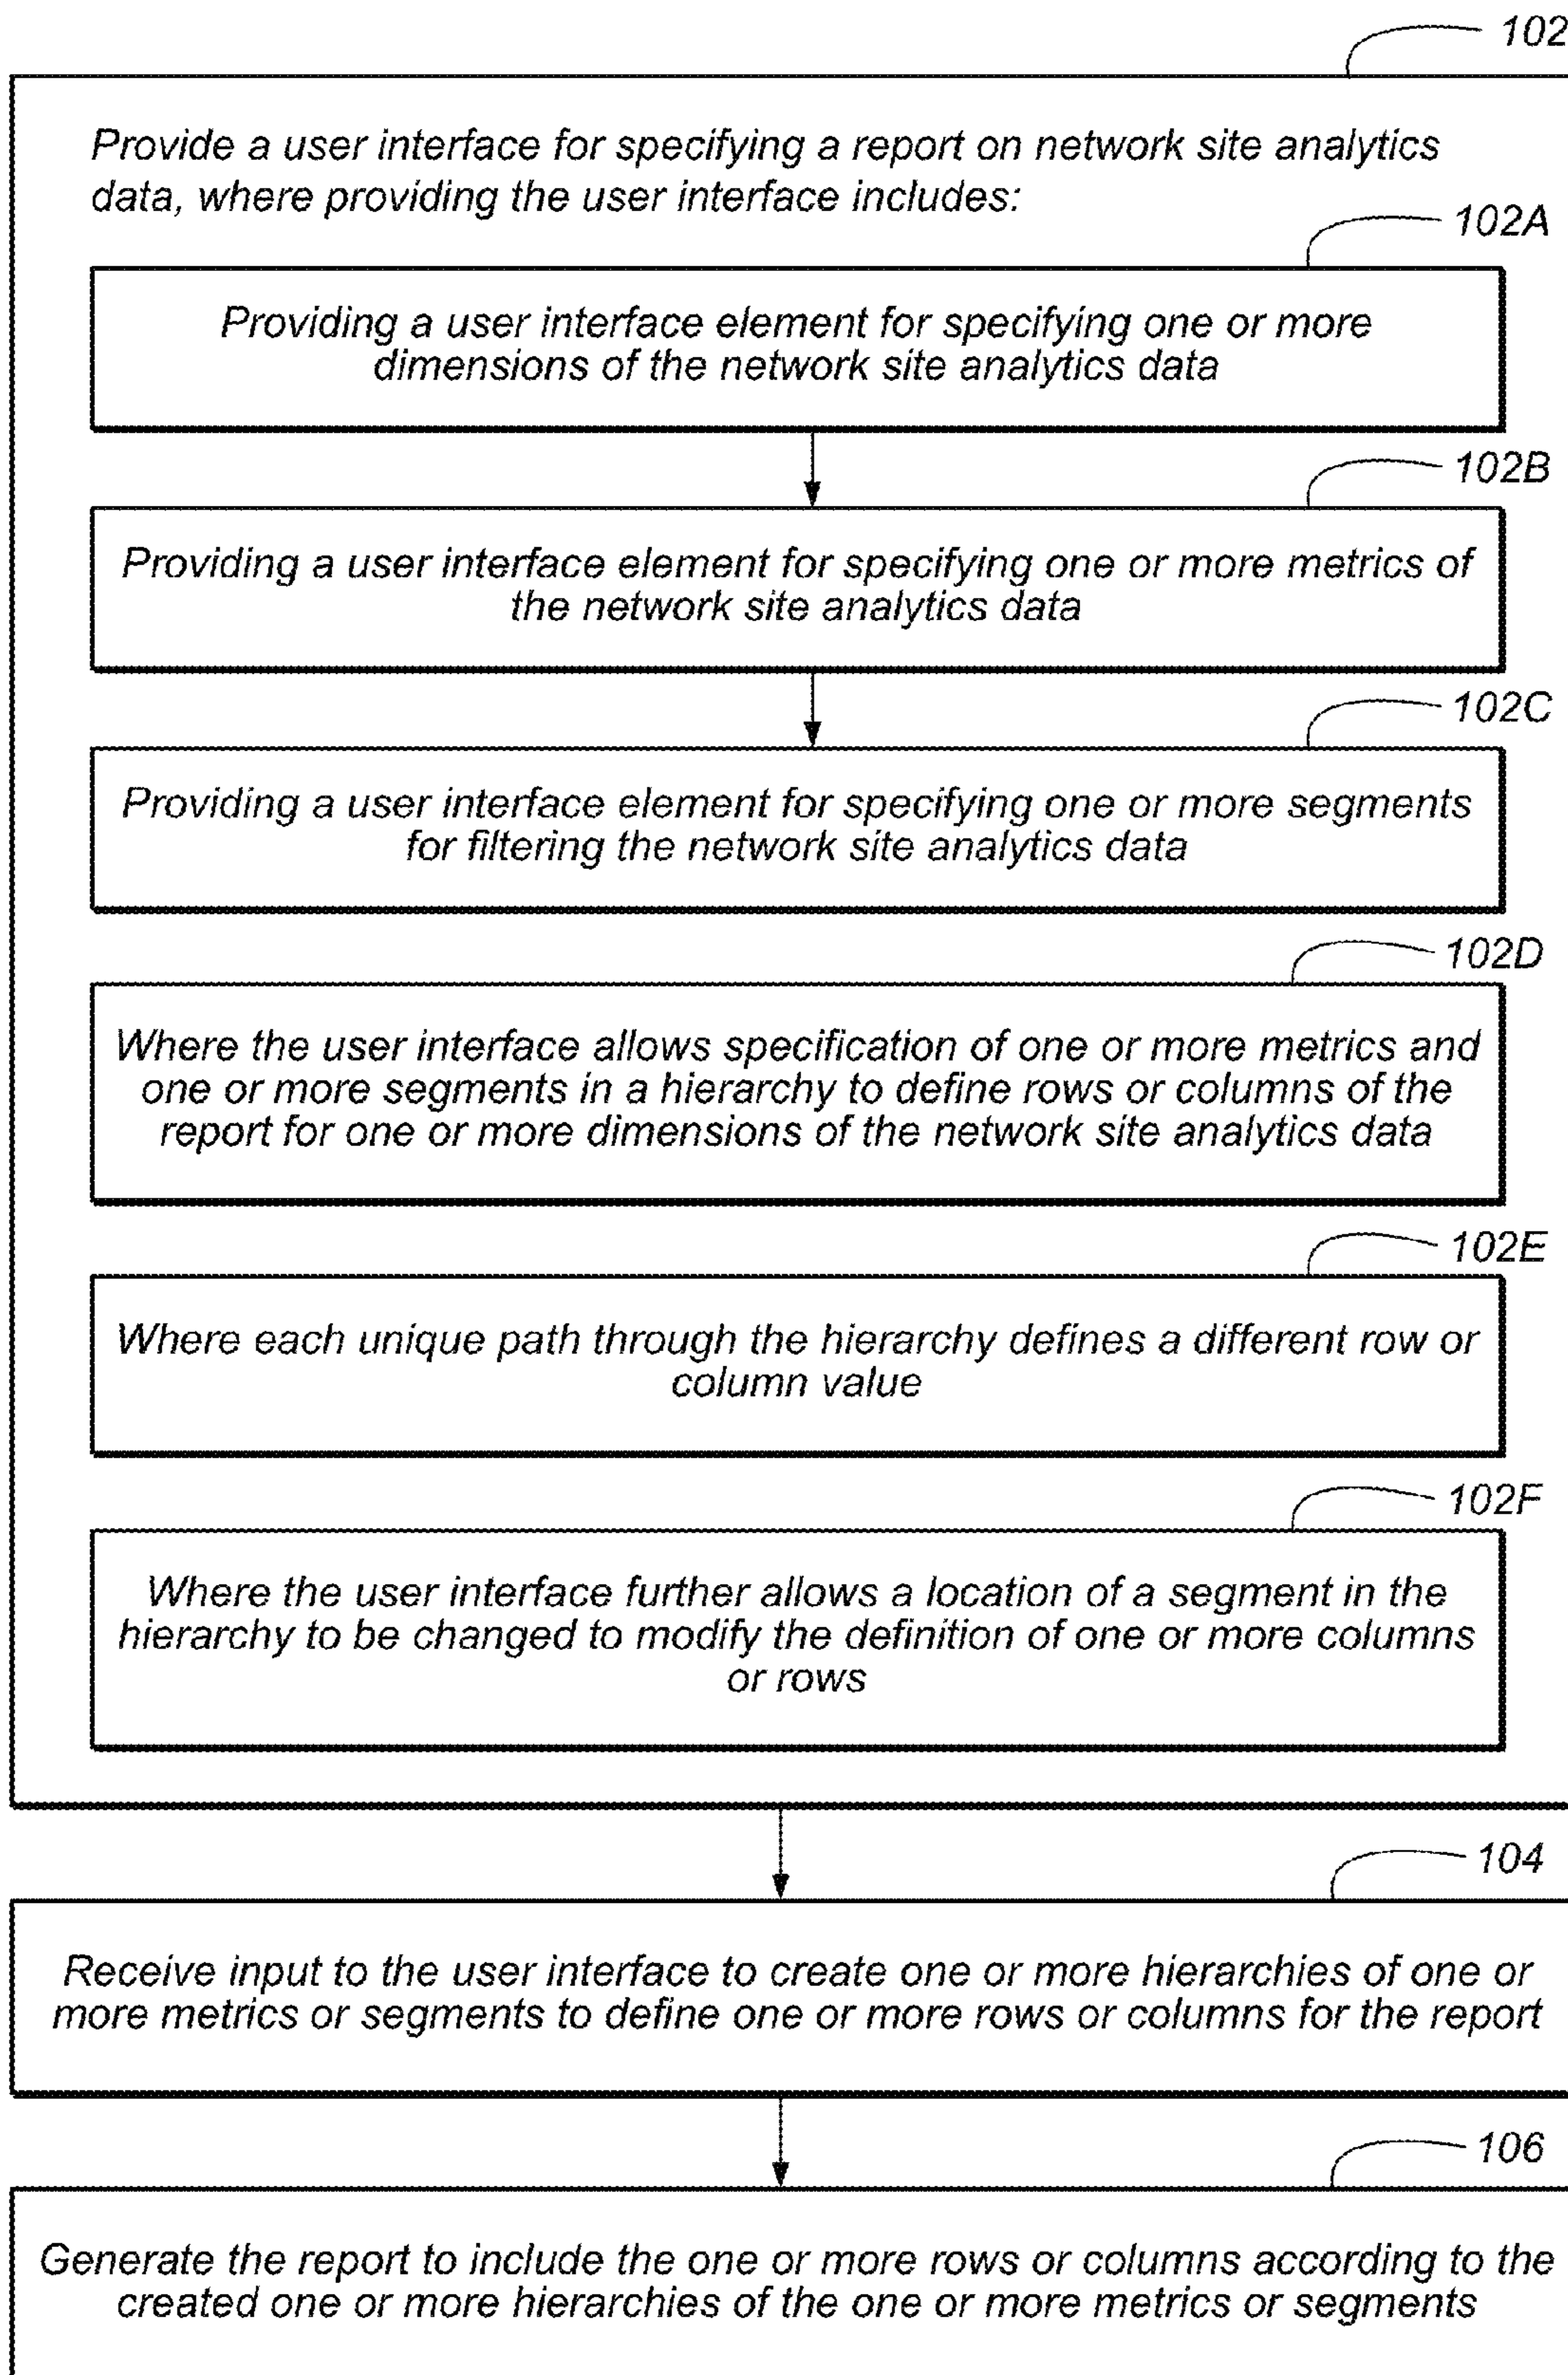 102
Provide a user interface for specifying a report on network site analytics
data, where providing the user interface includes:
102A
Providing a user interface element for specifying one or more
dimensions of the network site analytics data
102B
Providing a user interface element for specifying one or more metrics of
the network site analytics data
102C
Providing a user interface element for specifying one or more segments
for filtering the network site analytics data
102D
Where the user interface allows specification of one or more metrics and
one or more segments in a hierarchy to define rows or columns of the
report for one or more dimensions of the network site analytics data
102E
Where each unique path through the hierarchy defines a different row or
column value
102F
Where the user interface further allows a location of a segment in the
hierarchy to be changed to modify the definition of one or more columns
or rows
104
Receive input to the user interface to create one or more hierarchies of one or
more metrics or segments to define one or more rows or columns for the report
106
Generate the report to include the one or more rows or columns according to the
created one or more hierarchies of the one or more metrics or segments